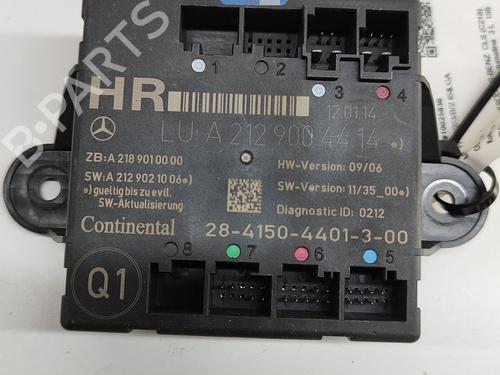 1 2 3 4
HR
12.01.14
LU: A 212 900 44 14 *)
ZB: A 218 901 00 00
HW-Version: 09/06
SW: A 212 902 10 06 *)
SW-Version: 11/35_00 *)
*) gueltig bis zu evtl.
SW-Aktualisierung
Diagnostic ID: 0212
Continental
28-4150-4401-3-00
8 7 6 5
Q1
B-PARTS